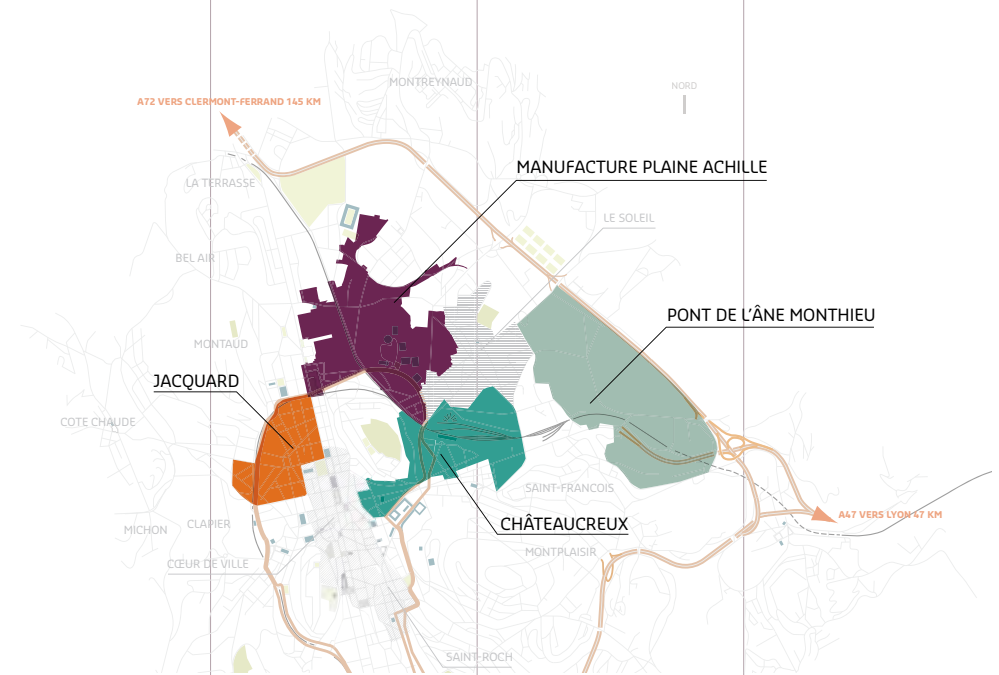 MONTREYNAUD
NORD
A72 VERS CLERMONT-FERRAND 145 KM
MANUFACTURE PLAINE ACHILLE
LA TERRASSE
LE SOLEIL
BEL AIR
PONT DE L'ÂNE MONTHIEU
MONTAUD
JACQUARD
COTE CHAUDE
SAINT-FRANCOIS
A47 VERS LYON 47 KM
MICHON
CLAPIER
CHÂTEAUCREUX
MONTPLAISIR
CŒUR DE VILLE
SAINT-ROCH